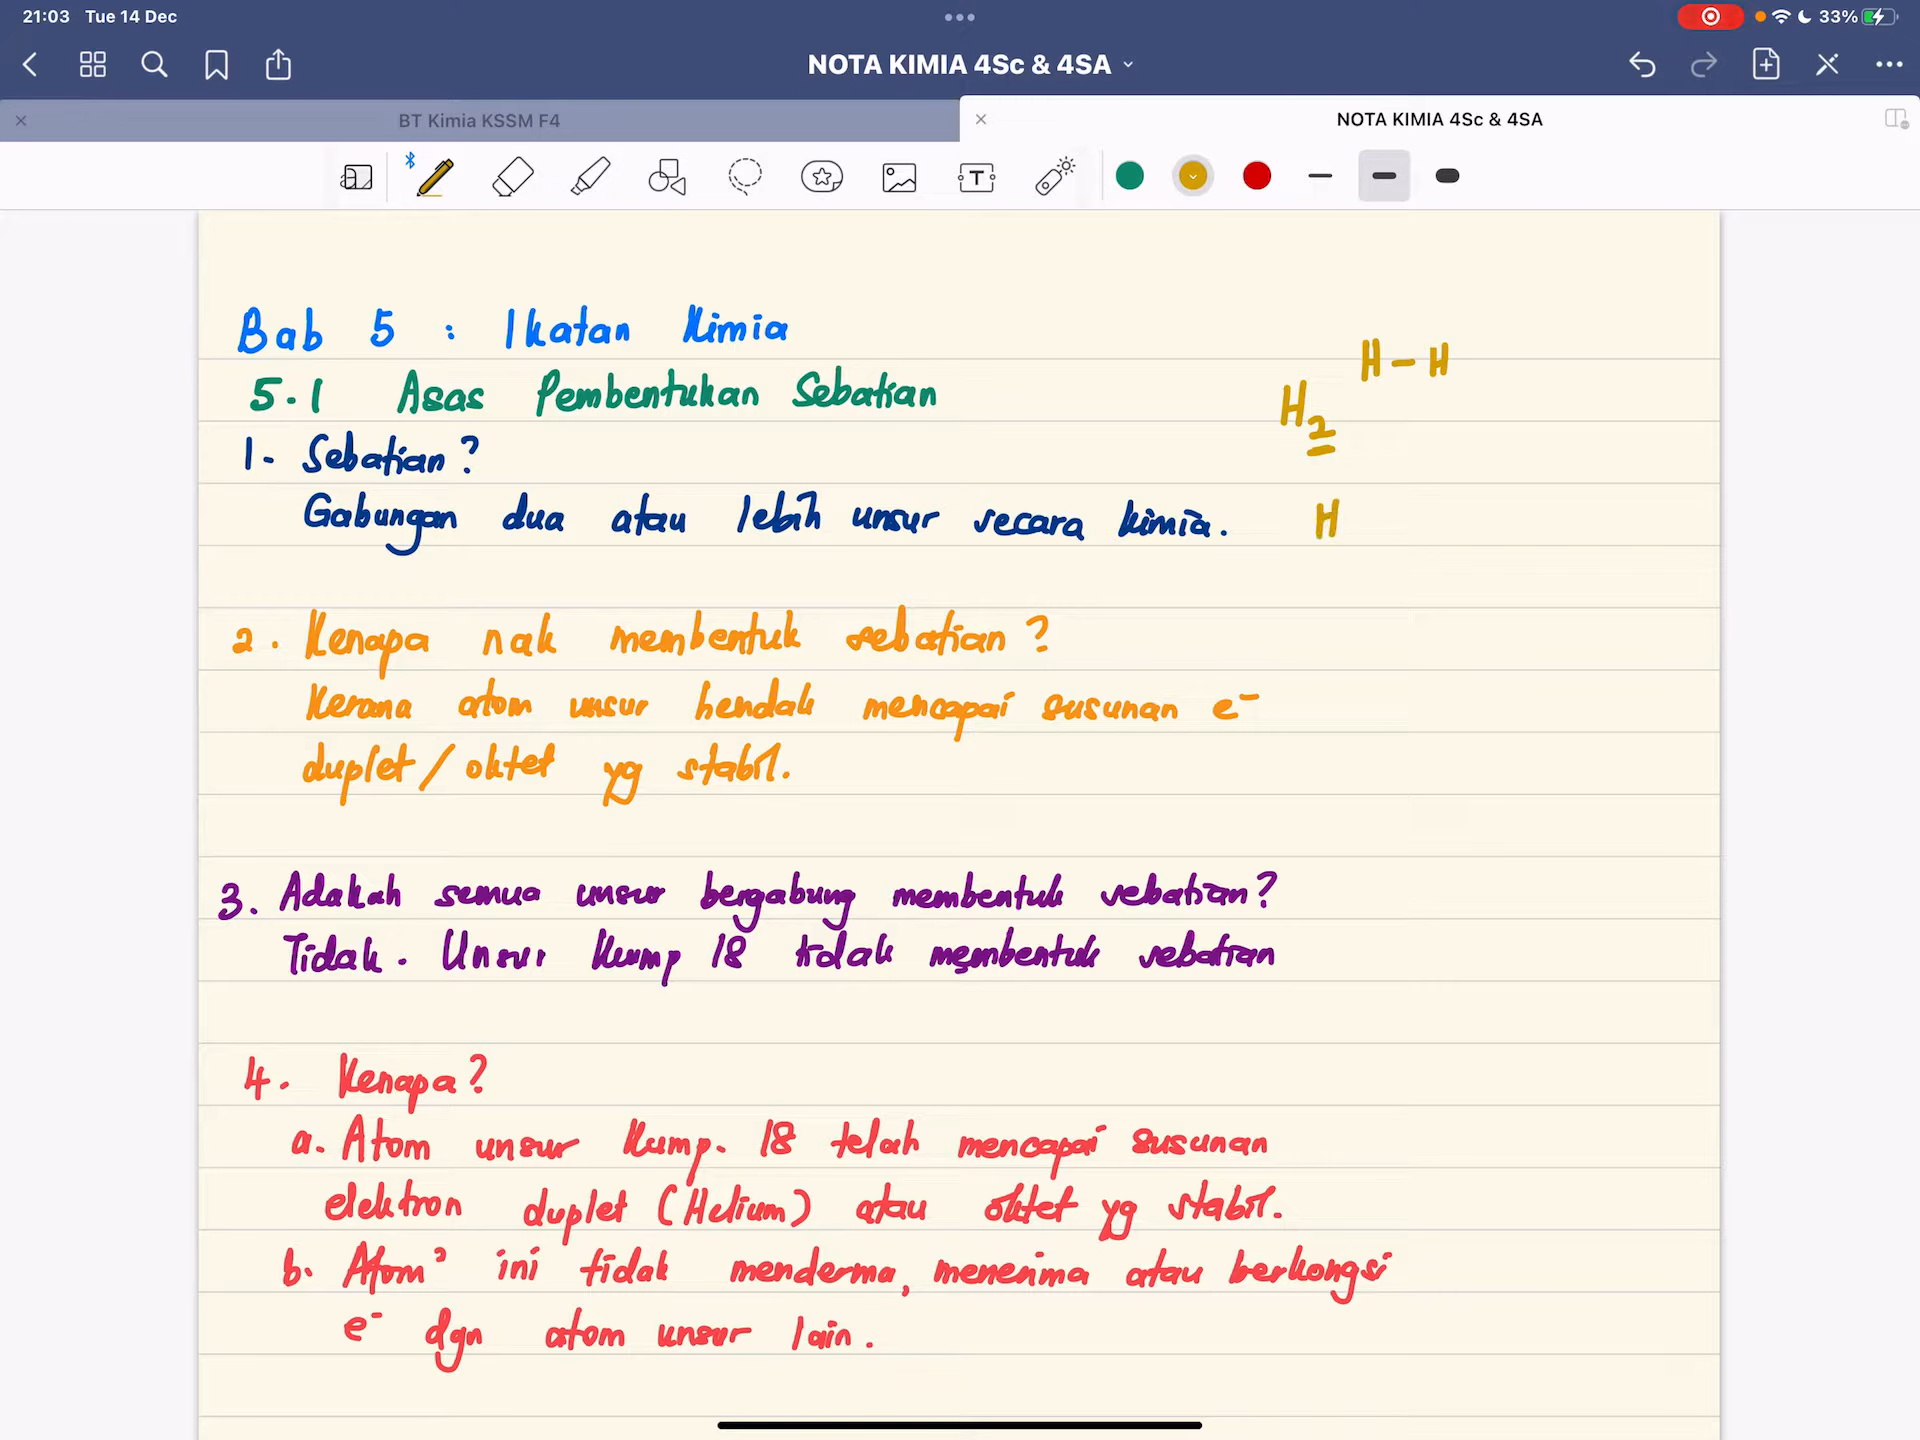 21:03 Tue 14 Dec
33%
NOTA KIMIA 4Sc & 4SA
BT Kimia KSSM F4
NOTA KIMIA 4Sc & 4SA
Bab 5 : Ikatan Kimia
H-H
5.1 Asas Pembentukan Sebatian
H₂
1. Sebatian?
Gabungan dua atau lebih unsur secara kimia.
H
2. Kenapa nak membentuk sebatian?
Kerana atom unsur hendak mencapai susunan e⁻
duplet/oktet yg stabil.
3. Adakah semua unsur bergabung membentuk sebatian?
Tidak. Unsur Kump 18 tidak membentuk sebatian
4. Kenapa?
a. Atom unsur Kump. 18 telah mencapai susunan
elektron duplet (Helium) atau oktet yg stabil.
b. Atom² ini tidak menderma, menerima atau berkongsi
e⁻ dgn atom unsur lain.